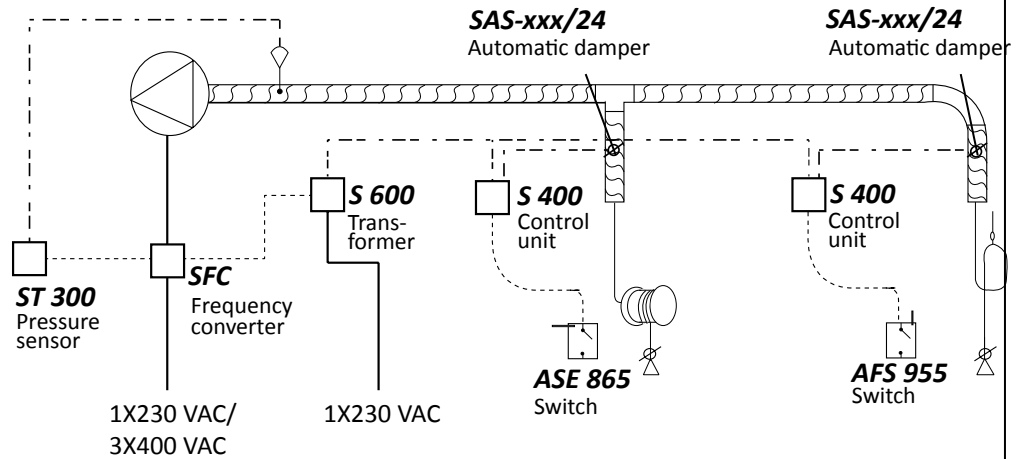 SAS-xxx/24
Automatic damper
SAS-xxx/24
Automatic damper
S 600
Trans-
former
S 400
Control
unit
S 400
Control
unit
ST 300
Pressure
sensor
SFC
Frequency
converter
ASE 865
Switch
AFS 955
Switch
1X230 VAC/
3X400 VAC
1X230 VAC